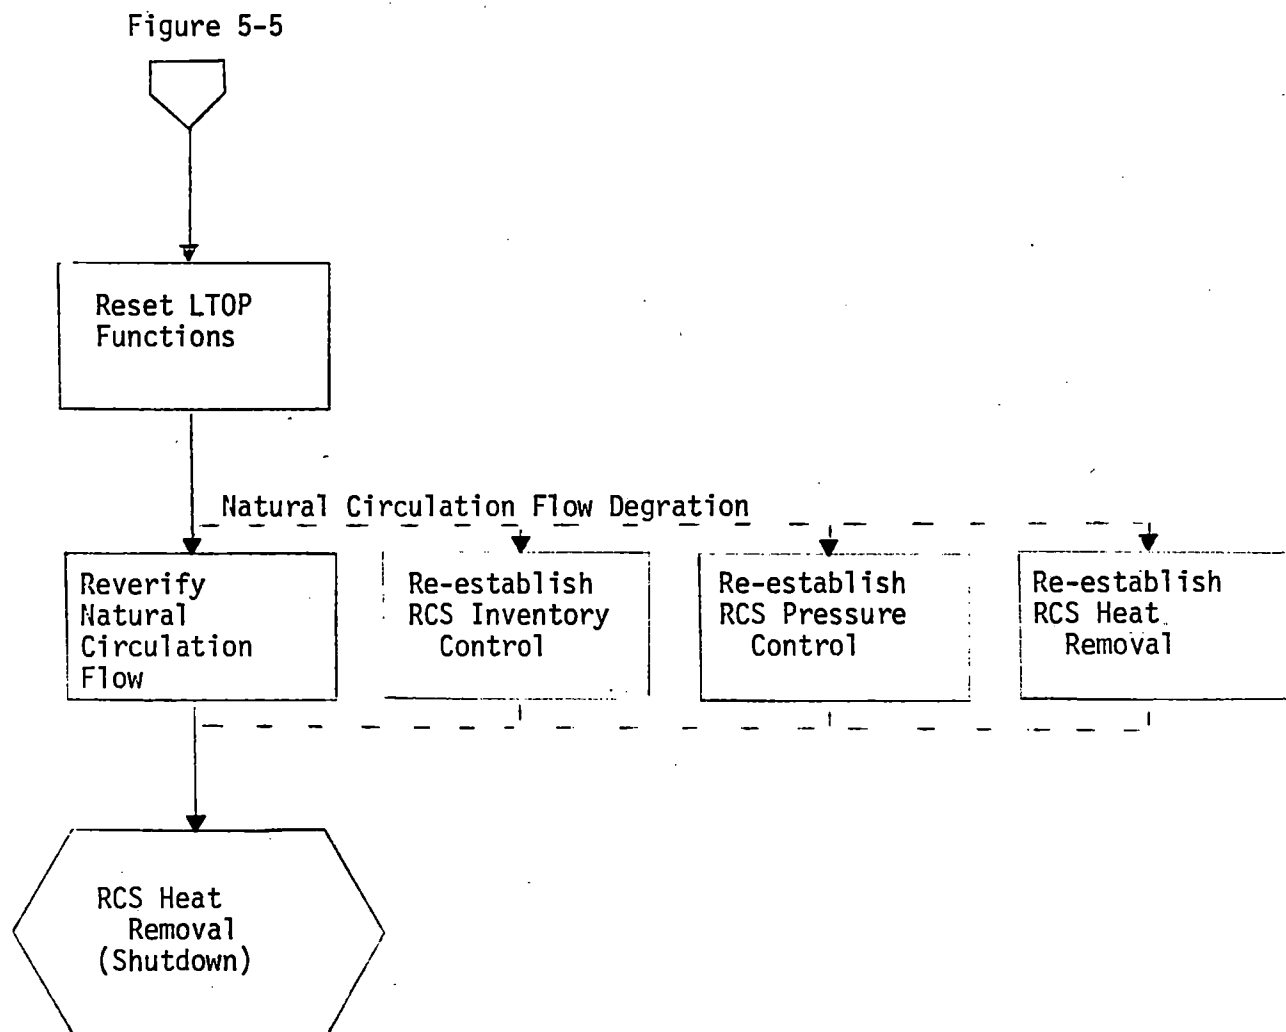 Figure 5-5
Reset LTOP
Functions
Natural Circulation Flow Degration
Reverify
Natural
Circulation
Flow
Re-establish
RCS Inventory
Control
Re-establish
RCS Pressure
Control
Re-establish
RCS Heat
Removal
RCS Heat
Removal
(Shutdown)